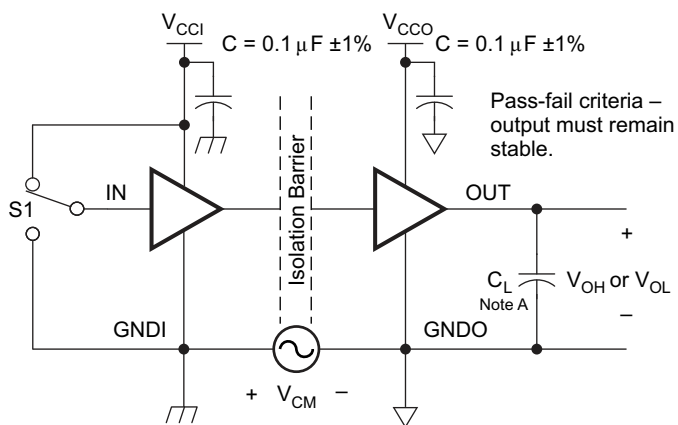 V_CCI
C = 0.1 μF ±1%
V_CCO
C = 0.1 μF ±1%
Pass-fail criteria –
output must remain
stable.
Isolation Barrier
IN
OUT
S1
+
C_L
Note A
V_OH or V_OL
–
GNDI
GNDO
+ V_CM –